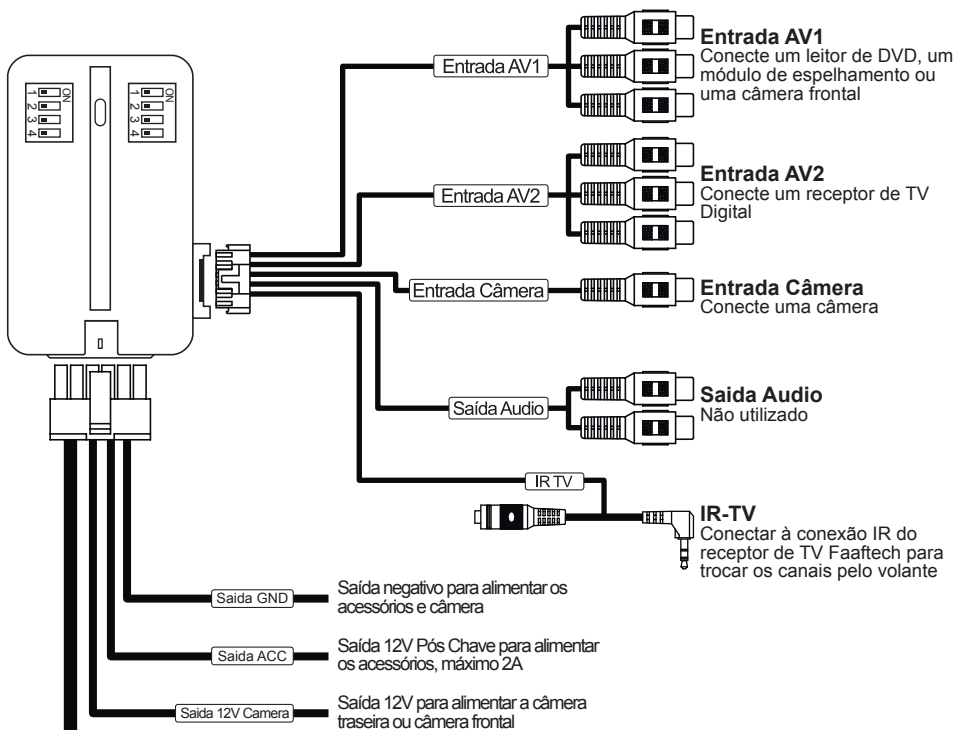 Entrada AV1
Entrada AV1
Conecte um leitor de DVD, um
módulo de espelhamento ou
uma câmera frontal
ON
1
2
3
4
ON
1
2
3
4
Entrada AV2
Entrada AV2
Conecte um receptor de TV
Digital
Entrada Câmera
Entrada Câmera
Conecte uma câmera
Saída Audio
Saida Audio
Não utilizado
IR TV
IR-TV
Conectar à conexão IR do
receptor de TV Faaftech para
trocar os canais pelo volante
Saida GND
Saída negativo para alimentar os
acessórios e câmera
Saida ACC
Saída 12V Pós Chave para alimentar
os acessórios, máximo 2A
Saida 12V Camera
Saída 12V para alimentar a câmera
traseira ou câmera frontal